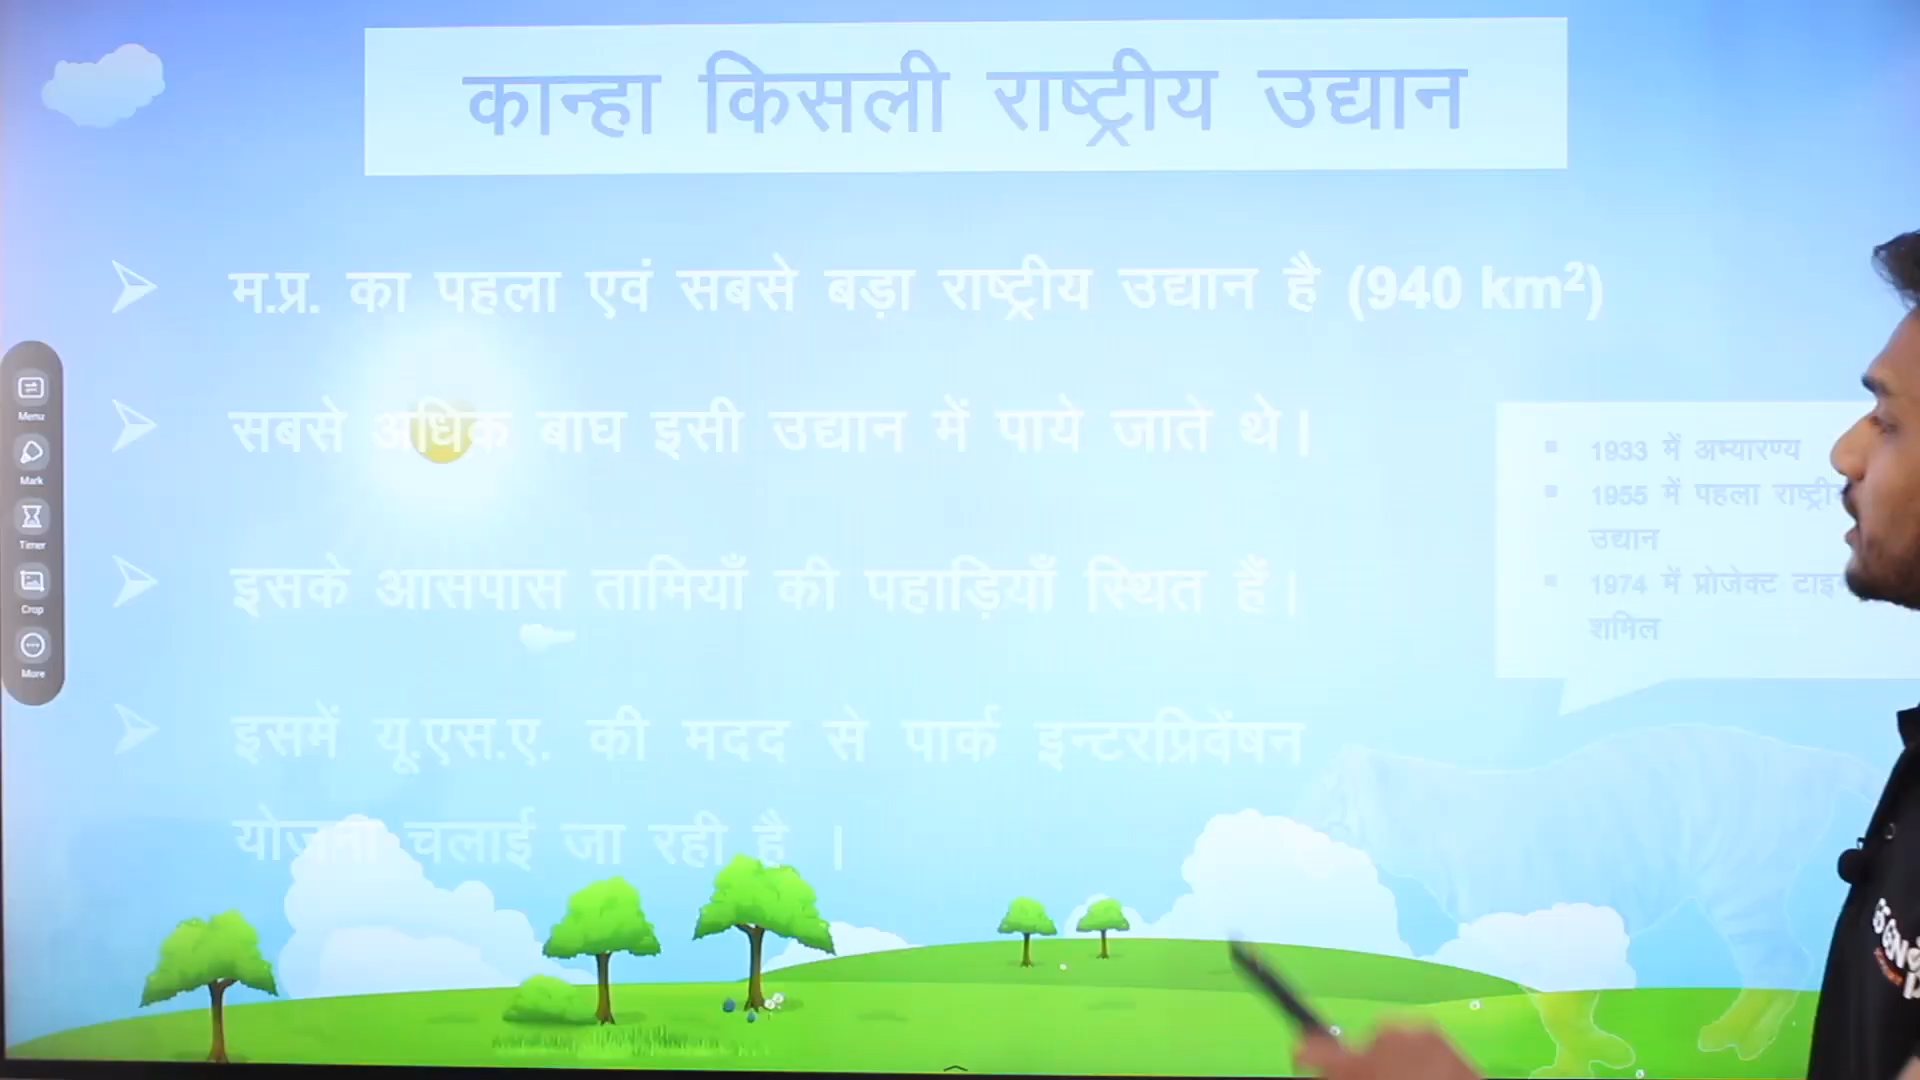 कान्हा किसली राष्ट्रीय उद्यान
म.प्र. का पहला एवं सबसे बड़ा राष्ट्रीय उद्यान है (940 km²)
सबसे अधिक बाघ इसी उद्यान में पाये जाते थे।
इसके आसपास तामियाँ की पहाड़ियाँ स्थित हैं।
इसमें यू.एस.ए. की मदद से पार्क इन्टरप्रिवेंषन
योजना चलाई जा रही है ।
1933 में अभ्यारण्य
1955 में पहला
उद्यान
1974 में प्रोजेक्ट
शमिल
Menu
Mark
Timer
Crop
More